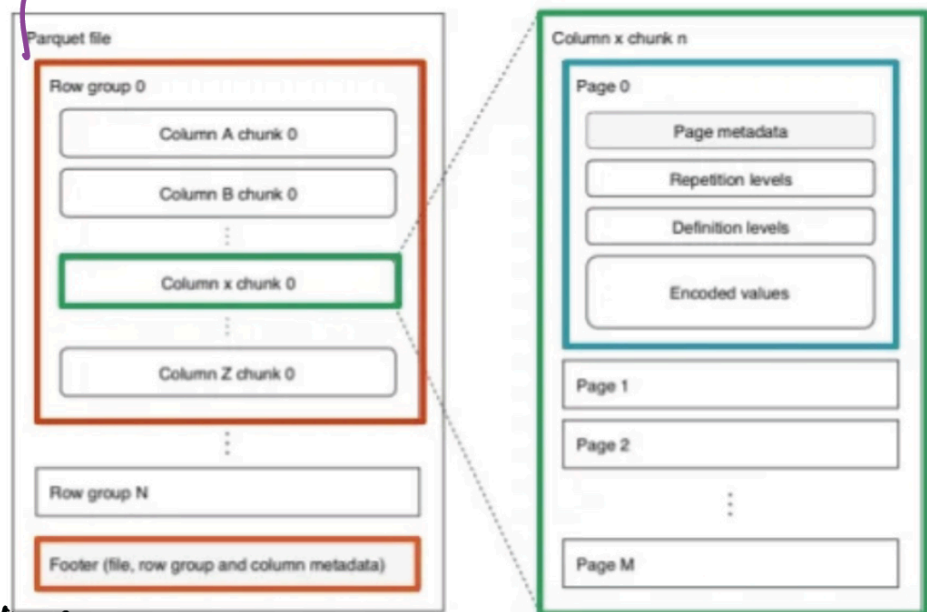 Parquet file
Row group 0
Column A chunk 0
Column B chunk 0
Column x chunk 0
Column Z chunk 0
Row group N
Footer (file, row group and column metadata)
Column x chunk n
Page 0
Page metadata
Repetition levels
Definition levels
Encoded values
Page 1
Page 2
Page M